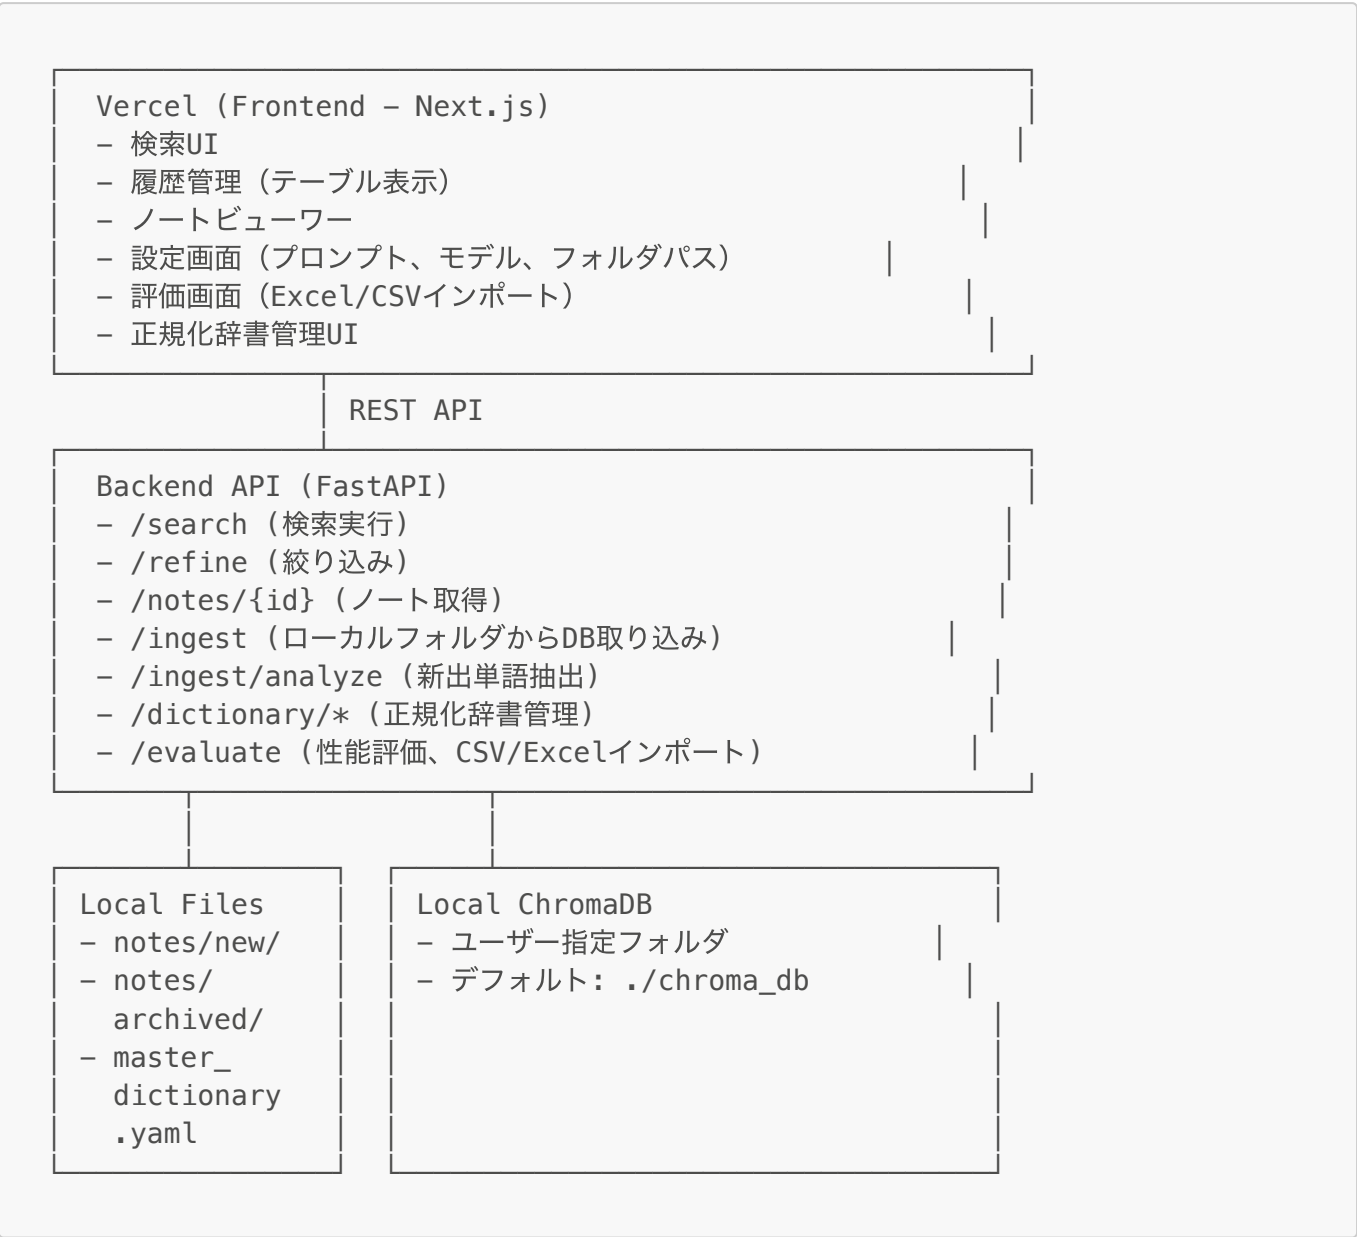 Vercel (Frontend - Next.js)
- 検索UI
- 履歴管理（テーブル表示）
- ノートビューワー
- 設定画面（プロンプト、モデル、フォルダパス）
- 評価画面（Excel/CSVインポート）
- 正規化辞書管理UI
REST API
Backend API (FastAPI)
- /search (検索実行)
- /refine (絞り込み)
- /notes/{id} (ノート取得)
- /ingest (ローカルフォルダからDB取り込み)
- /ingest/analyze (新出単語抽出)
- /dictionary/* (正規化辞書管理)
- /evaluate (性能評価、CSV/Excelインポート)
Local Files
- notes/new/
- notes/
archived/
- master_
dictionary
.yaml
Local ChromaDB
- ユーザー指定フォルダ
- デフォルト: ./chroma_db